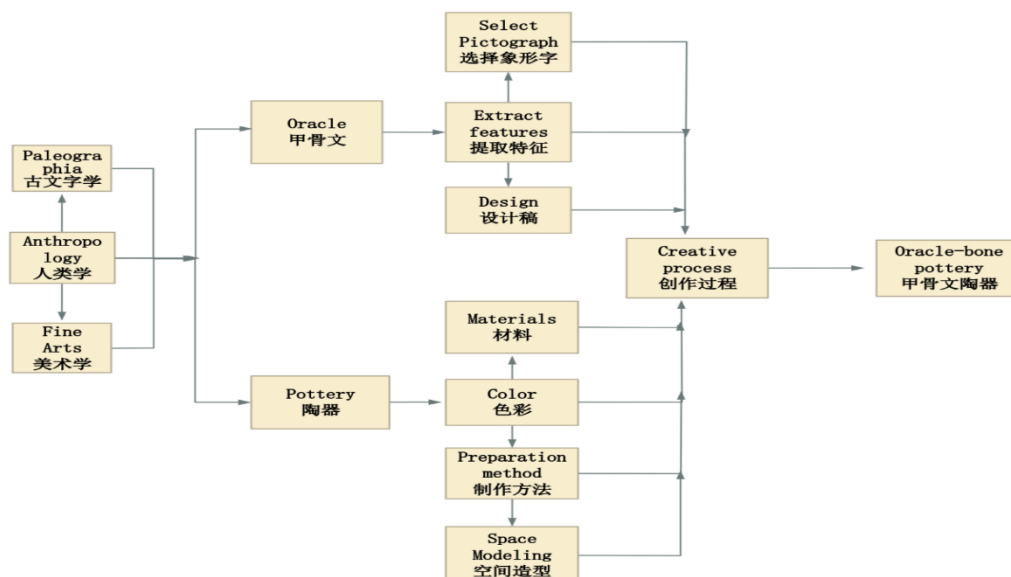 Select
Pictograph
选择象形字
Oracle
甲骨文
Extract
features
提取特征
Paleogra
phia
古文字学
Design
设计稿
Anthropo
logy
人类学
Creative
process
创作过程
Oracle-bone
pottery
甲骨文陶器
Fine
Arts
美术学
Materials
材料
Pottery
陶器
Color
色彩
Preparation
method
制作方法
Space
Modeling
空间造型